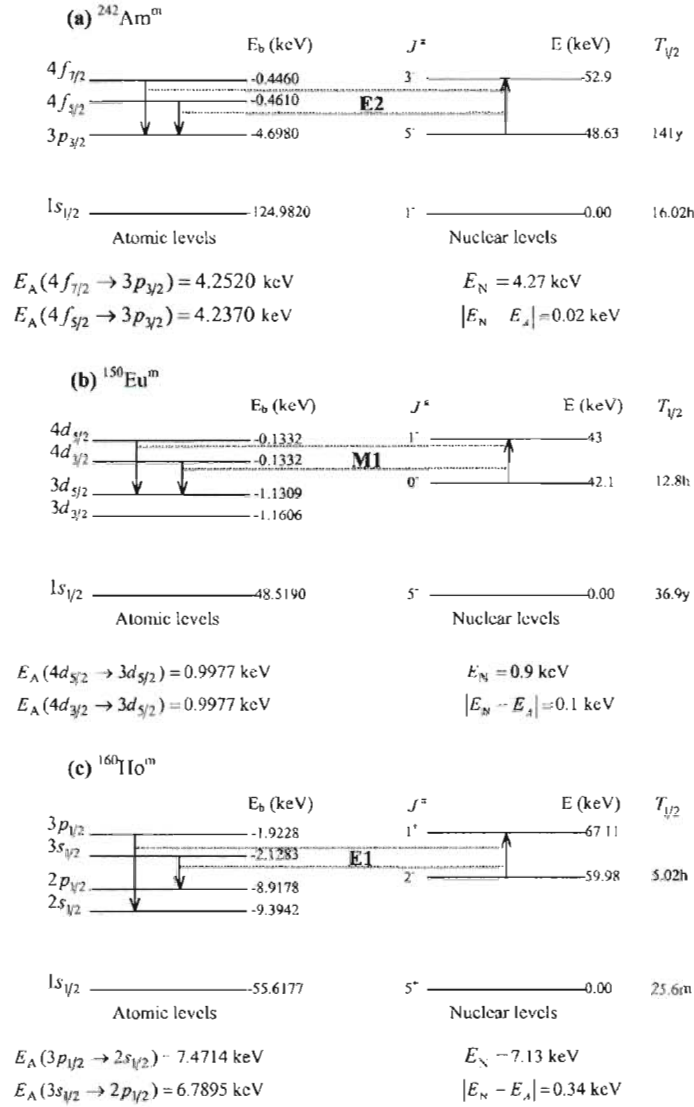 (a) ²⁴²Amᵐ
E_b (keV) J^π E (keV) T_1/2
4f_7/2 -0.4460 3⁻ 52.9
4f_5/2 -0.4610 E2
3p_3/2 -4.6980 5⁻ 48.63 141y
1s_1/2 -124.9820 1⁻ 0.00 16.02h
Atomic levels Nuclear levels
E_A(4f_7/2 → 3p_3/2) = 4.2520 keV E_N = 4.27 keV
E_A(4f_5/2 → 3p_3/2) = 4.2370 keV |E_N E_A| = 0.02 keV
(b) ¹⁵⁰Euᵐ
E_b (keV) J^π E (keV) T_1/2
4d_5/2 -0.1332 1⁻ 43
4d_3/2 -0.1332 M1
3d_5/2 -1.1309 0⁻ 42.1 12.8h
3d_3/2 -1.1606
1s_1/2 48.5190 5⁻ 0.00 36.9y
Atomic levels Nuclear levels
E_A(4d_5/2 → 3d_5/2) = 0.9977 keV E_N = 0.9 keV
E_A(4d_3/2 → 3d_5/2) = 0.9977 keV |E_N − E_A| = 0.1 keV
(c) ¹⁶⁰Hoᵐ
E_b (keV) J^π E (keV) T_1/2
3p_1/2 -1.9228 1⁺ 67.11
3s_1/2 -2.1283 E1
2p_1/2 -8.9178 2⁻ 59.98 5.02h
2s_1/2 -9.3942
1s_1/2 -55.6177 5⁺ 0.00 25.6m
Atomic levels Nuclear levels
E_A(3p_1/2 → 2s_1/2) − 7.4714 keV E_N − 7.13 keV
E_A(3s_1/2 → 2p_1/2) = 6.7895 keV |E_N − E_A| = 0.34 keV